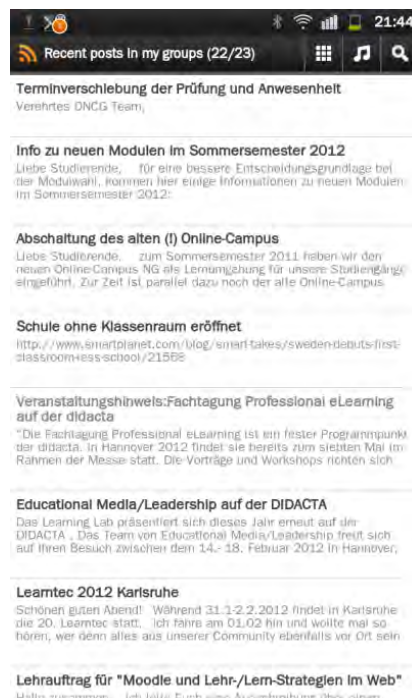 21:44
Recent posts in my groups (22/23)
Terminverschiebung der Prüfung und Anwesenheit
Verehrtes ONCG Team,
Info zu neuen Modulen im Sommersemester 2012
Liebe Studierende, für eine bessere Entscheidungsgrundlage bei
der Modulwahl, kommen hier einige Informationen zu neuen Modulen
im Sommersemester 2012:
Abschaltung des alten (!) Online-Campus
Liebe Studierende, zum Sommersemester 2011 haben wir den
neuen Online-Campus NG als Lernumgebung für unsere Studiengänge
eingeführt. Zur Zeit ist parallel dazu noch der alte Online-Campus
Schule ohne Klassenraum eröffnet
http://www.smartplanet.com/blog/smart-takes/sweden-debuts-first-
classroom-less-school/21568
Veranstaltungshinweis:Fachtagung Professional eLearning
auf der didacta
"Die Fachtagung Professional eLearning ist ein fester Programmpunkt
der didacta. In Hannover 2012 findet sie bereits zum siebten Mal im
Rahmen der Messe statt. Die Vorträge und Workshops richten sich
Educational Media/Leadership auf der DIDACTA
Das Learning Lab präsentiert sich dieses Jahr erneut auf der
DIDACTA . Das Team von Educational Media/Leadership freut sich
auf Ihren Besuch zwischen dem 14.- 18. Februar 2012 in Hannover,
Learntec 2012 Karlsruhe
Schönen guten Abend! Während 31.1-2.2.2012 findet in Karlsruhe
die 20. Learntec statt. Ich fahre am 01.02 hin und wollte mal so
hören, wer denn alles aus unserer Community ebenfalls vor Ort sein
Lehrauftrag für "Moodle und Lehr-/Lern-Strategien im Web"